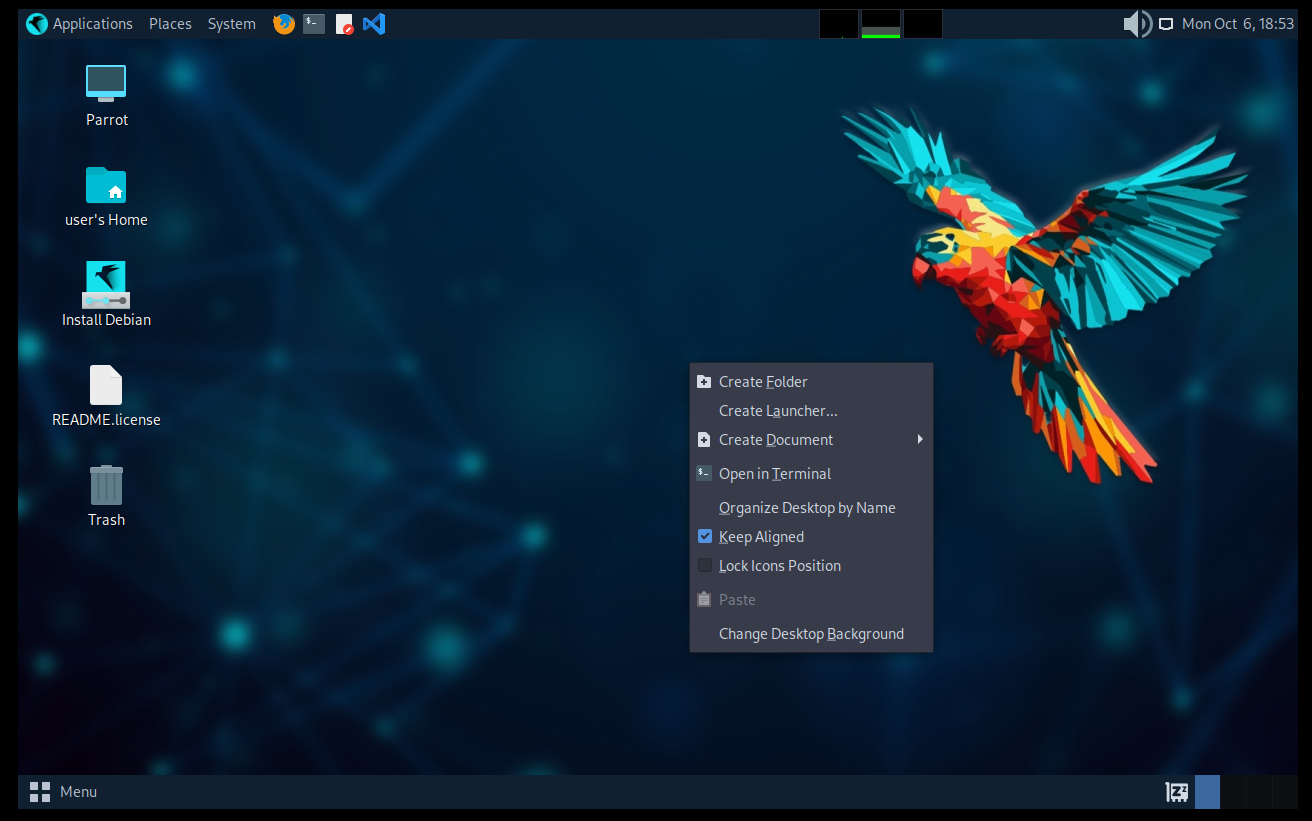 Applications Places System
Mon Oct 6, 18:53
Parrot
user's Home
Install Debian
README.license
Trash
Create Folder
Create Launcher...
Create Document
Open in Terminal
Organize Desktop by Name
Keep Aligned
Lock Icons Position
Paste
Change Desktop Background
Menu